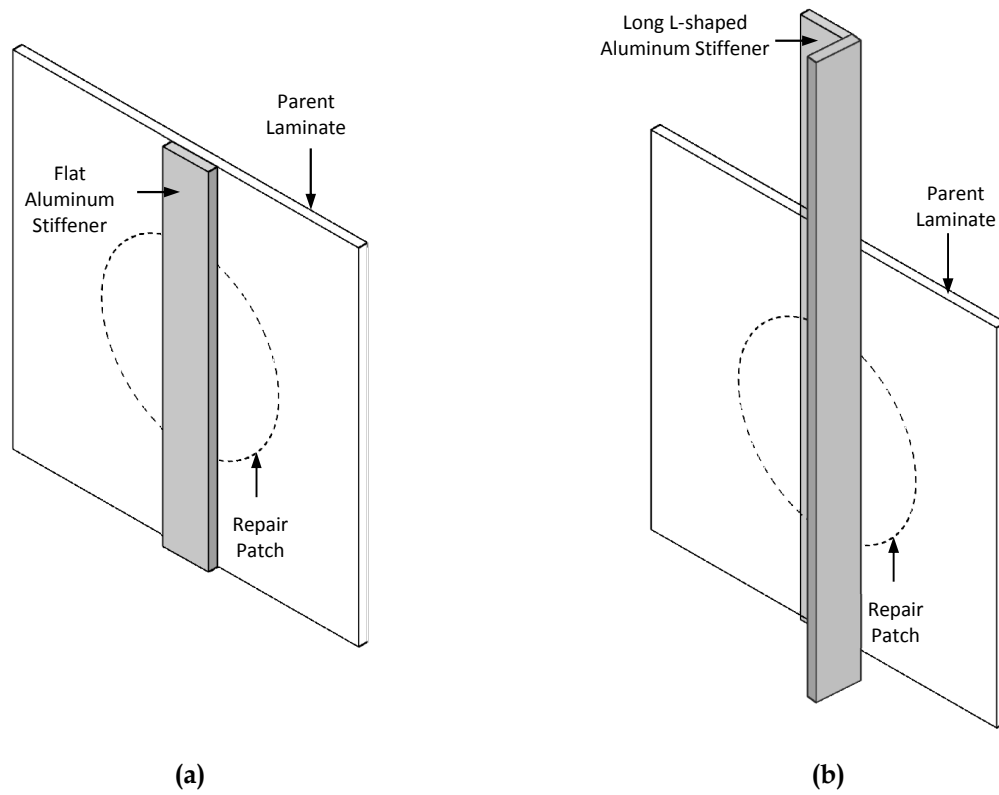 Parent
Laminate
Flat
Aluminum
Stiffener
Repair
Patch
(a)
Long L-shaped
Aluminum Stiffener
Parent
Laminate
Repair
Patch
(b)